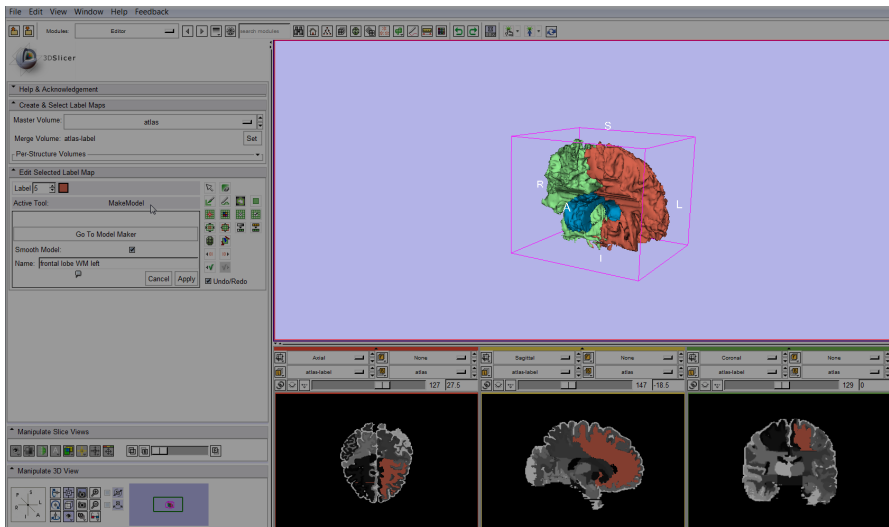 File Edit View Window Help Feedback
Modules: Editor search modules
3DSlicer
Help & Acknowledgement
Create & Select Label Maps
Master Volume: atlas
Merge Volume: atlas-label Set
Per-Structure Volumes
Edit Selected Label Map
Label 5
Active Tool: MakeModel
Go To Model Maker
Smooth Model:
Name: frontal lobe WM left
Cancel Apply
Undo/Redo
Manipulate Slice Views
Manipulate 3D View
S
R
A
L
I
Axial None Sagittal None Coronal None
atlas-label atlas atlas-label atlas atlas-label atlas
127 27.5 147 -18.5 129 0